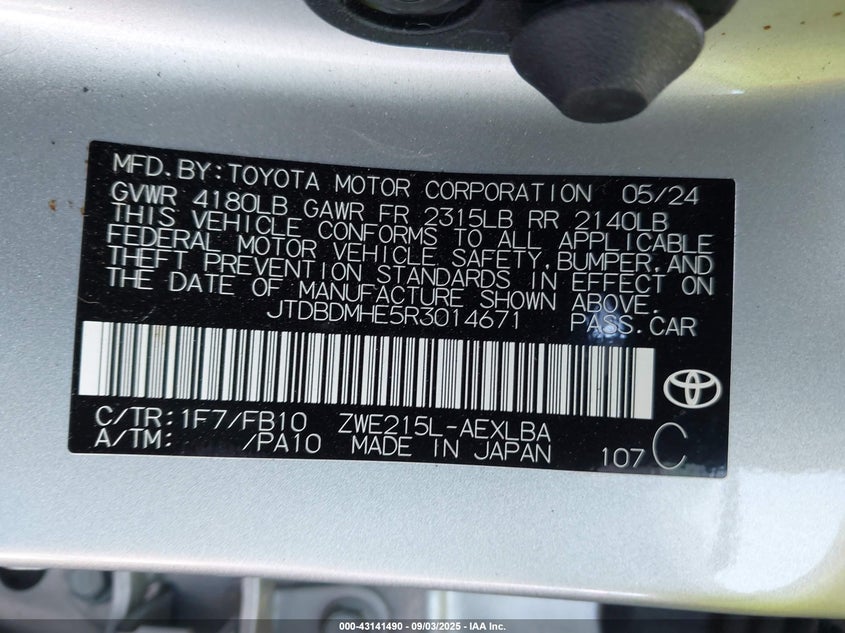 MFD.BY:TOYOTA MOTOR CORPORATION 05/24
GVWR 4180LB GAWR FR 2315LB RR 2140LB
THIS VEHICLE CONFORMS TO ALL APPLICABLE
FEDERAL MOTOR VEHICLE SAFETY,BUMPER,AND
THEFT PREVENTION STANDARDS IN EFFECT ON
THE DATE OF MANUFACTURE SHOWN ABOVE.
JTDBDMHE5R3014671 PASS.CAR
C/TR:1F7/FB10 ZWE215L-AEXLBA
A/TM: /PA10 MADE IN JAPAN 107 C
000-43141490 - 09/03/2025 - IAA Inc.